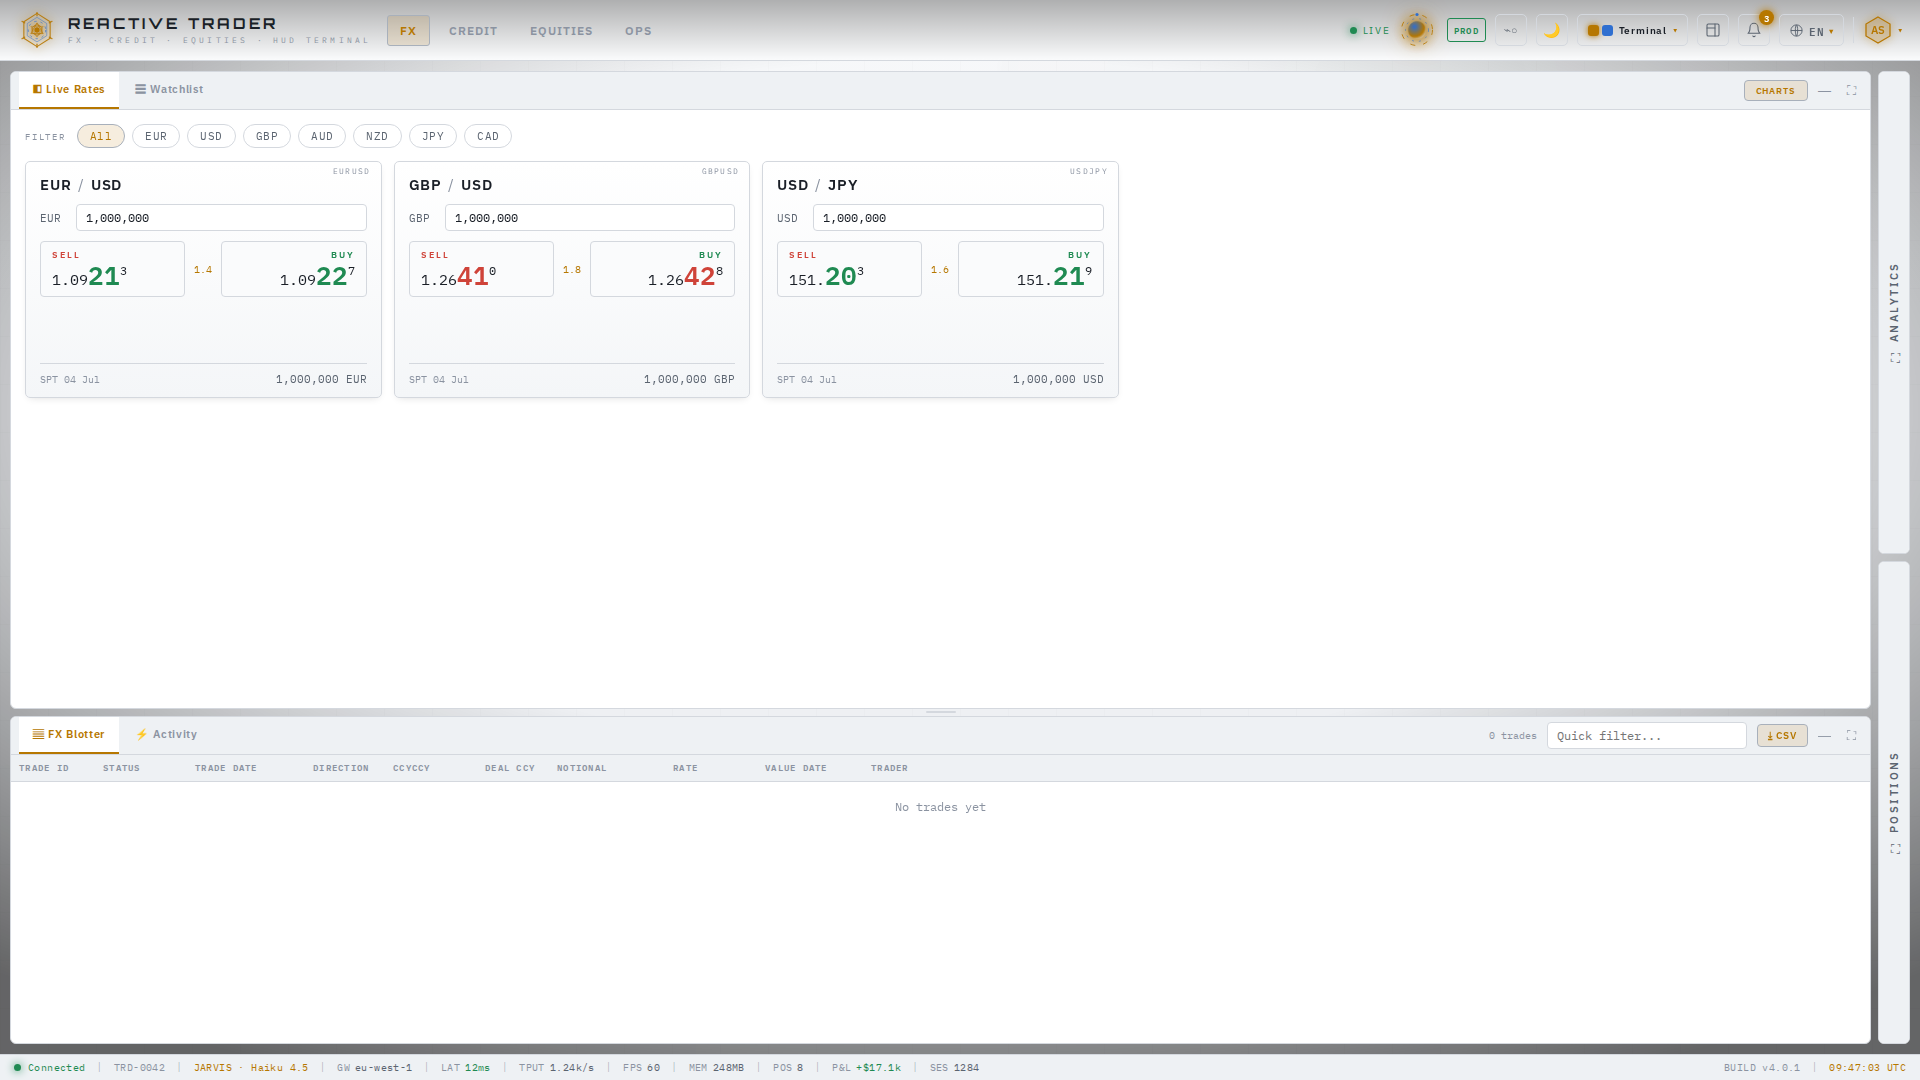 REACTIVE TRADER
FX · CREDIT · EQUITIES · HUD TERMINAL
FX
CREDIT
EQUITIES
OPS
LIVE
PROD
Terminal
3
EN
AS
Live Rates
Watchlist
CHARTS
FILTER
All
EUR
USD
GBP
AUD
NZD
JPY
CAD
EURUSD
EUR / USD
EUR 1,000,000
SELL
1.09213
1.4
BUY
1.09227
SPT 04 Jul
1,000,000 EUR
GBPUSD
GBP / USD
GBP 1,000,000
SELL
1.26410
1.8
BUY
1.26428
SPT 04 Jul
1,000,000 GBP
USDJPY
USD / JPY
USD 1,000,000
SELL
151.203
1.6
BUY
151.219
SPT 04 Jul
1,000,000 USD
ANALYTICS
POSITIONS
FX Blotter
Activity
0 trades
Quick filter...
CSV
TRADE ID STATUS TRADE DATE DIRECTION CCYCCY DEAL CCY NOTIONAL RATE VALUE DATE TRADER
No trades yet
Connected | TRD-0042 | JARVIS · Haiku 4.5 | GW eu-west-1 | LAT 12ms | TPUT 1.24k/s | FPS 60 | MEM 248MB | POS 8 | P&L +$17.1k | SES 1284
BUILD v4.0.1 | 09:47:03 UTC